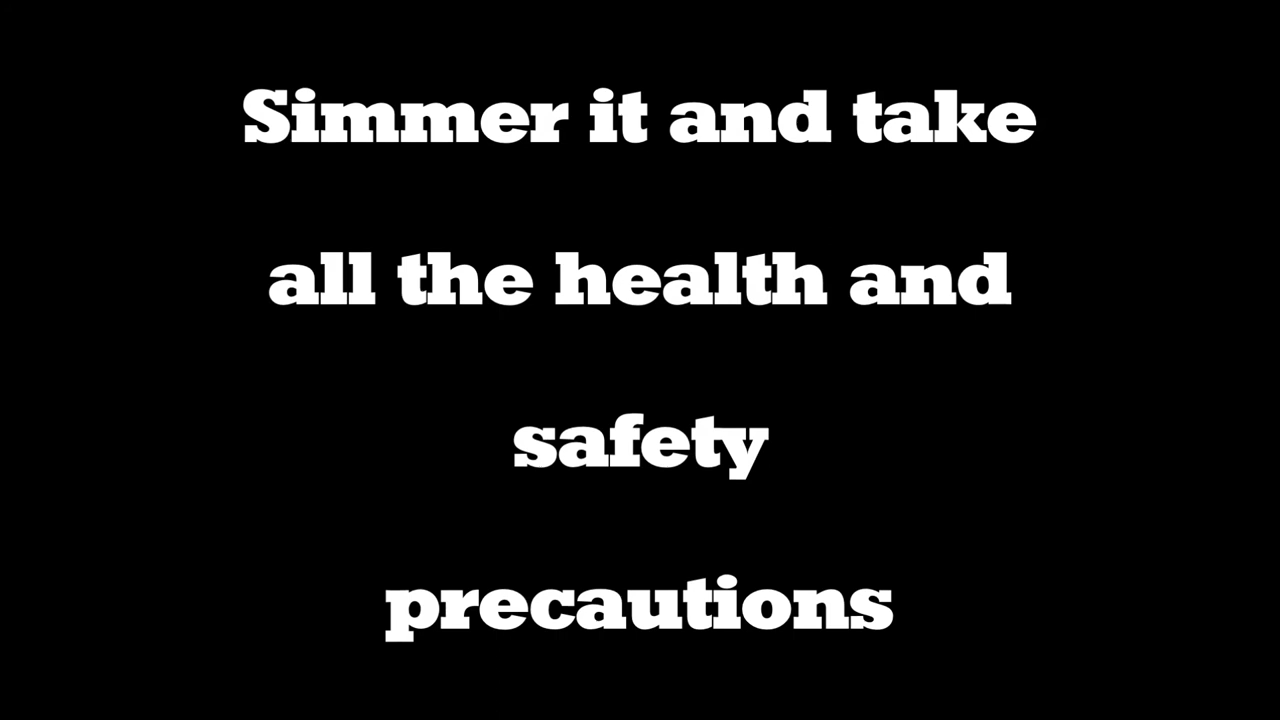 Simmer it and take
all the health and
safety
precautions